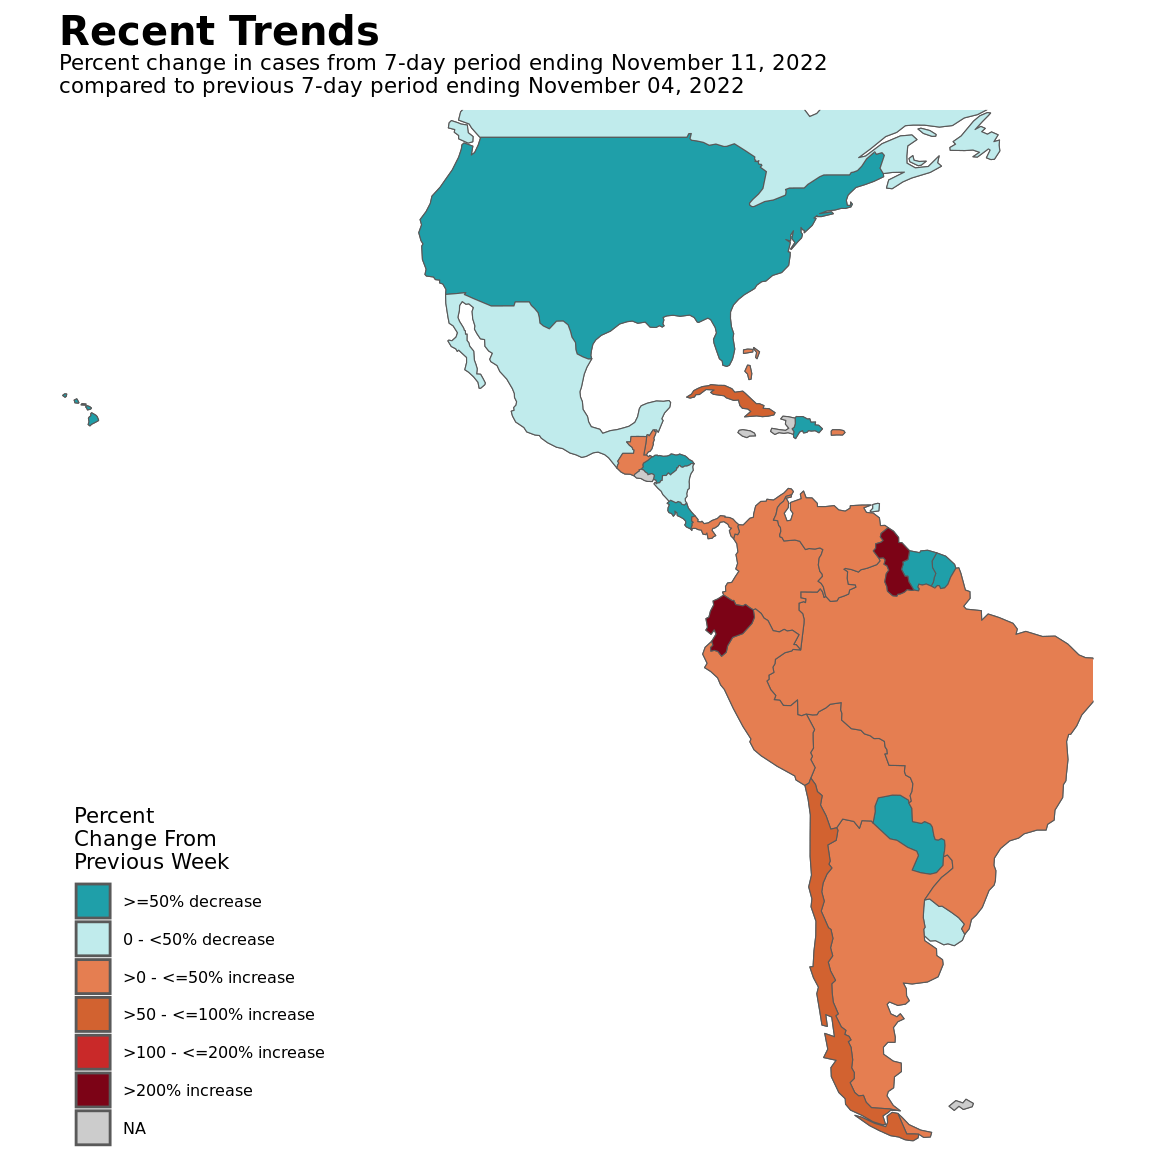 Recent Trends
Percent change in cases from 7-day period ending November 11, 2022
compared to previous 7-day period ending November 04, 2022
Percent
Change From
Previous Week
>=50% decrease
0 - <50% decrease
>0 - <=50% increase
>50 - <=100% increase
>100 - <=200% increase
>200% increase
NA